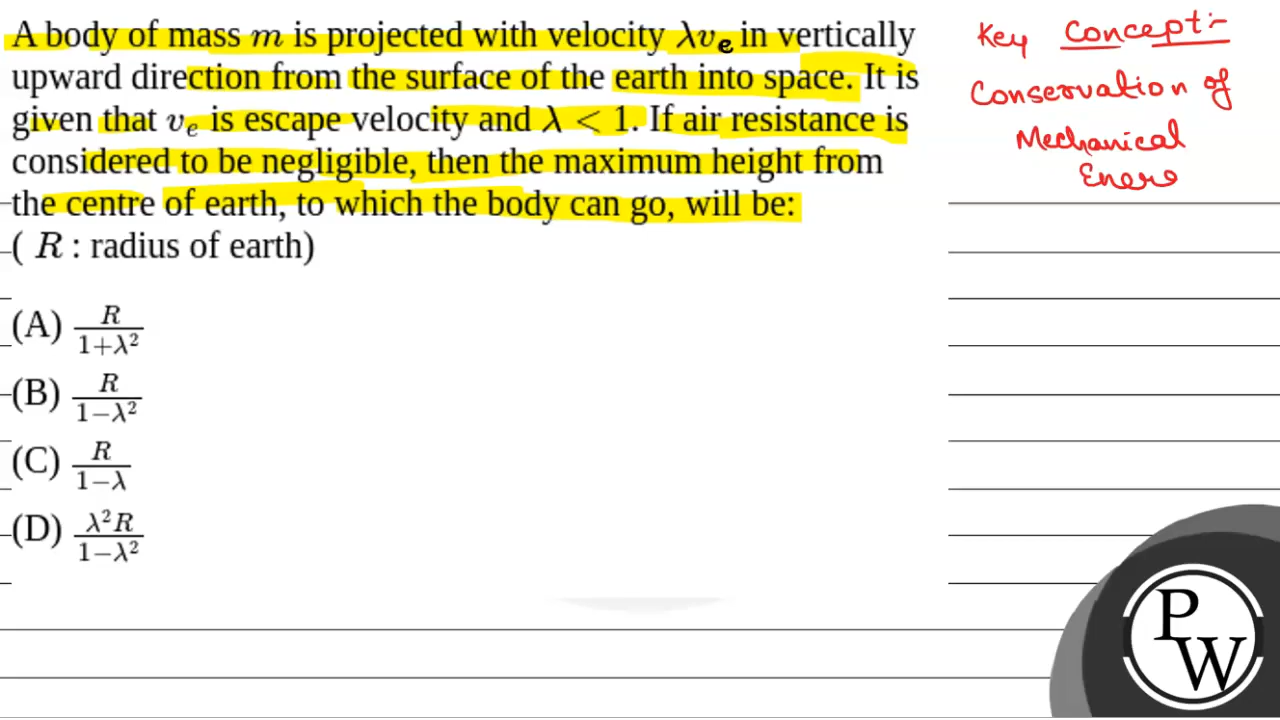 A body of mass m is projected with velocity λvₑ in vertically
upward direction from the surface of the earth into space. It is
given that vₑ is escape velocity and λ < 1. If air resistance is
considered to be negligible, then the maximum height from
the centre of earth, to which the body can go, will be:
( R : radius of earth)
(A) R/(1+λ²)
(B) R/(1−λ²)
(C) R/(1−λ)
(D) λ²R/(1−λ²)
Key Concept:-
Conservation of
Mechanical
Energ
PW